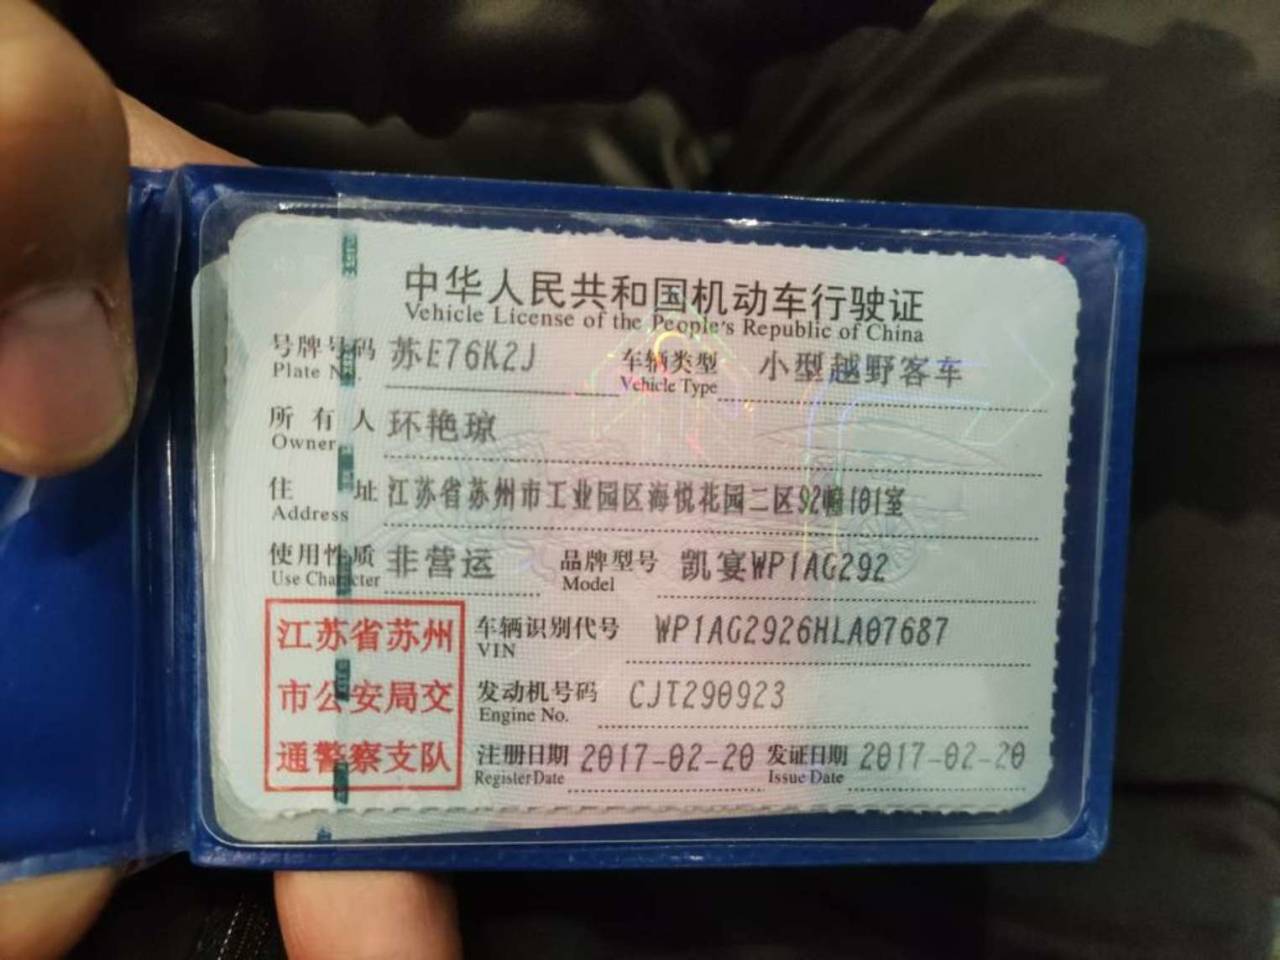 中华人民共和国机动车行驶证
Vehicle License of the People's Republic of China
号牌号码 苏E76K2J 车辆类型 小型越野客车
Plate N Vehicle Type
所有人 环艳琼
Owner
住址 江苏省苏州市工业园区海悦花园二区92幢101室
Address
使用性质 非营运 品牌型号 凯宴WP1AG292
Use Character Model
江苏省苏州
市公安局交
通警察支队
车辆识别代号 WP1AG2926HLA07687
VIN
发动机号码 CJT290923
Engine No.
注册日期 2017-02-20 发证日期 2017-02-20
Register Date Issue Date